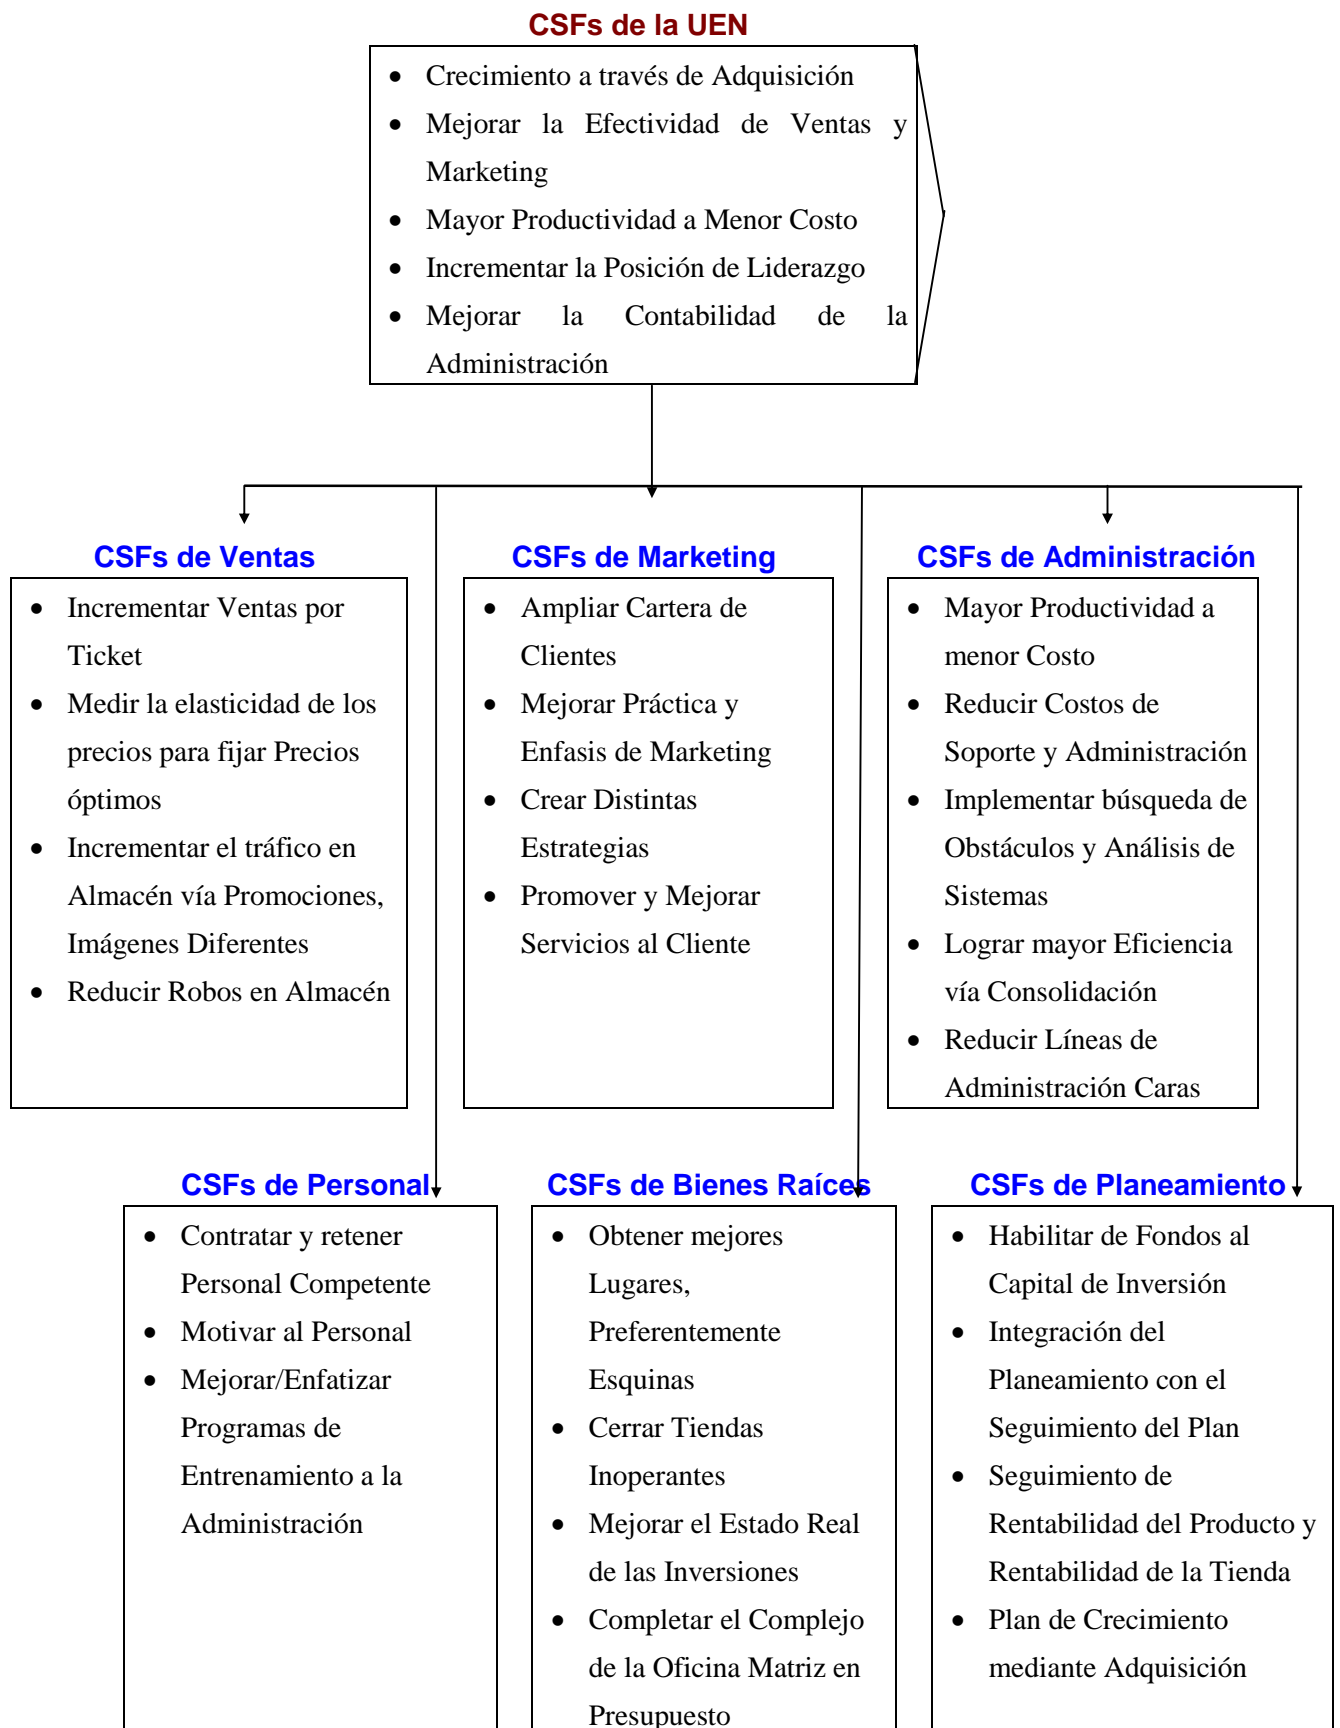 CSFs de la UEN
• Crecimiento a través de Adquisición
• Mejorar la Efectividad de Ventas y
Marketing
• Mayor Productividad a Menor Costo
• Incrementar la Posición de Liderazgo
• Mejorar la Contabilidad de la
Administración
CSFs de Ventas
• Incrementar Ventas por
Ticket
• Medir la elasticidad de los
precios para fijar Precios
óptimos
• Incrementar el tráfico en
Almacén vía Promociones,
Imágenes Diferentes
• Reducir Robos en Almacén
CSFs de Marketing
• Ampliar Cartera de
Clientes
• Mejorar Práctica y
Enfasis de Marketing
• Crear Distintas
Estrategias
• Promover y Mejorar
Servicios al Cliente
CSFs de Administración
• Mayor Productividad a
menor Costo
• Reducir Costos de
Soporte y Administración
• Implementar búsqueda de
Obstáculos y Análisis de
Sistemas
• Lograr mayor Eficiencia
vía Consolidación
• Reducir Líneas de
Administración Caras
CSFs de Personal
• Contratar y retener
Personal Competente
• Motivar al Personal
• Mejorar/Enfatizar
Programas de
Entrenamiento a la
Administración
CSFs de Bienes Raíces
• Obtener mejores
Lugares,
Preferentemente
Esquinas
• Cerrar Tiendas
Inoperantes
• Mejorar el Estado Real
de las Inversiones
• Completar el Complejo
de la Oficina Matriz en
Presupuesto
CSFs de Planeamiento
• Habilitar de Fondos al
Capital de Inversión
• Integración del
Planeamiento con el
Seguimiento del Plan
• Seguimiento de
Rentabilidad del Producto y
Rentabilidad de la Tienda
• Plan de Crecimiento
mediante Adquisición